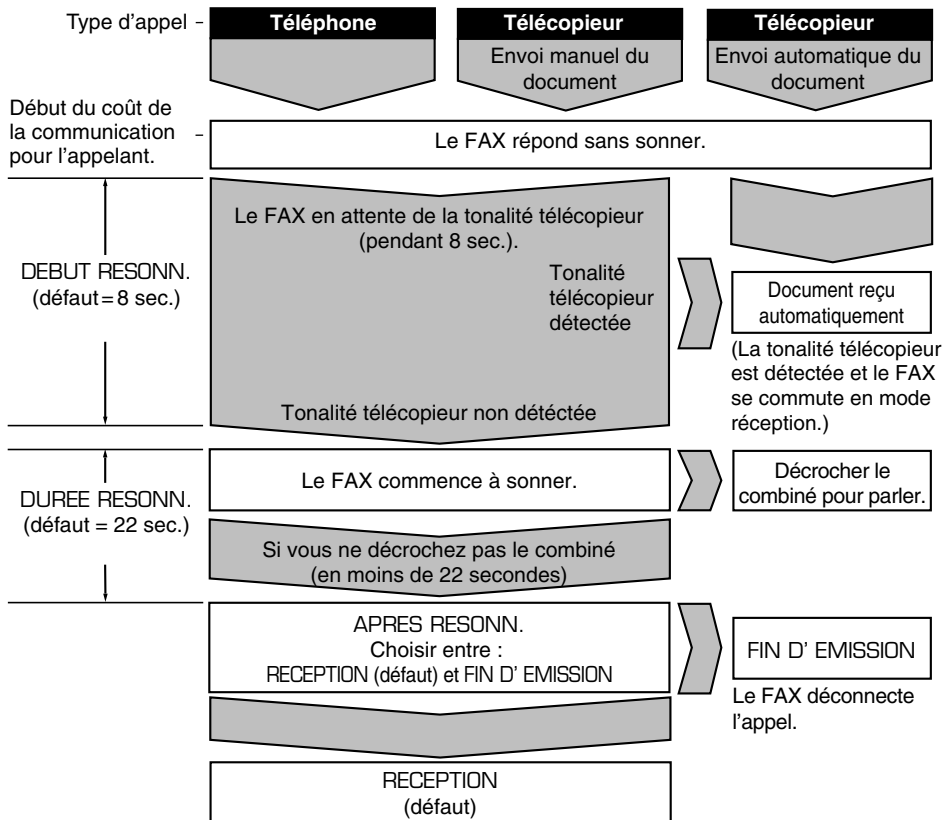 Type d'appel - Téléphone Télécopieur Télécopieur
Envoi manuel du
document
Envoi automatique du
document
Début du coût de
la communication -
pour l'appelant.
Le FAX répond sans sonner.
Le FAX en attente de la tonalité télécopieur
(pendant 8 sec.).
DEBUT RESONN.
(défaut = 8 sec.)
Tonalité
télécopieur
détectée
Document reçu
automatiquement
(La tonalité télécopieur
est détectée et le FAX
se commute en mode
réception.)
Tonalité télécopieur non détéctée
DUREE RESONN.
(défaut = 22 sec.)
Le FAX commence à sonner.
Décrocher le
combiné pour parler.
Si vous ne décrochez pas le combiné
(en moins de 22 secondes)
APRES RESONN.
Choisir entre :
RECEPTION (défaut) et FIN D' EMISSION
FIN D' EMISSION
Le FAX déconnecte
l'appel.
RECEPTION
(défaut)